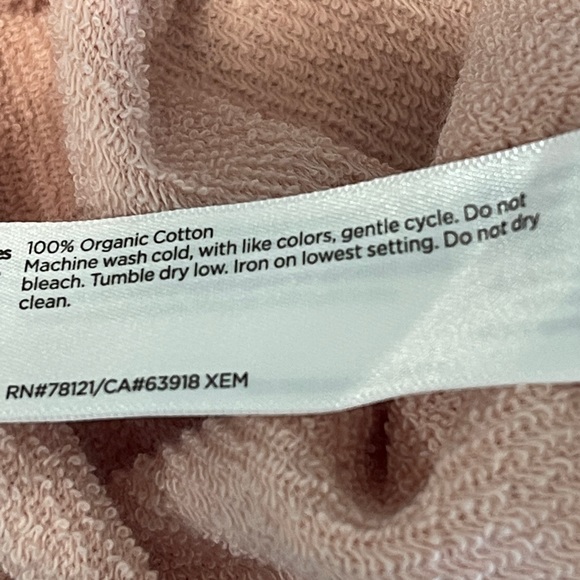 es 100% Organic Cotton
Machine wash cold, with like colors, gentle cycle. Do not
bleach. Tumble dry low. Iron on lowest setting. Do not dry
clean.
RN#78121/CA#63918 XEM